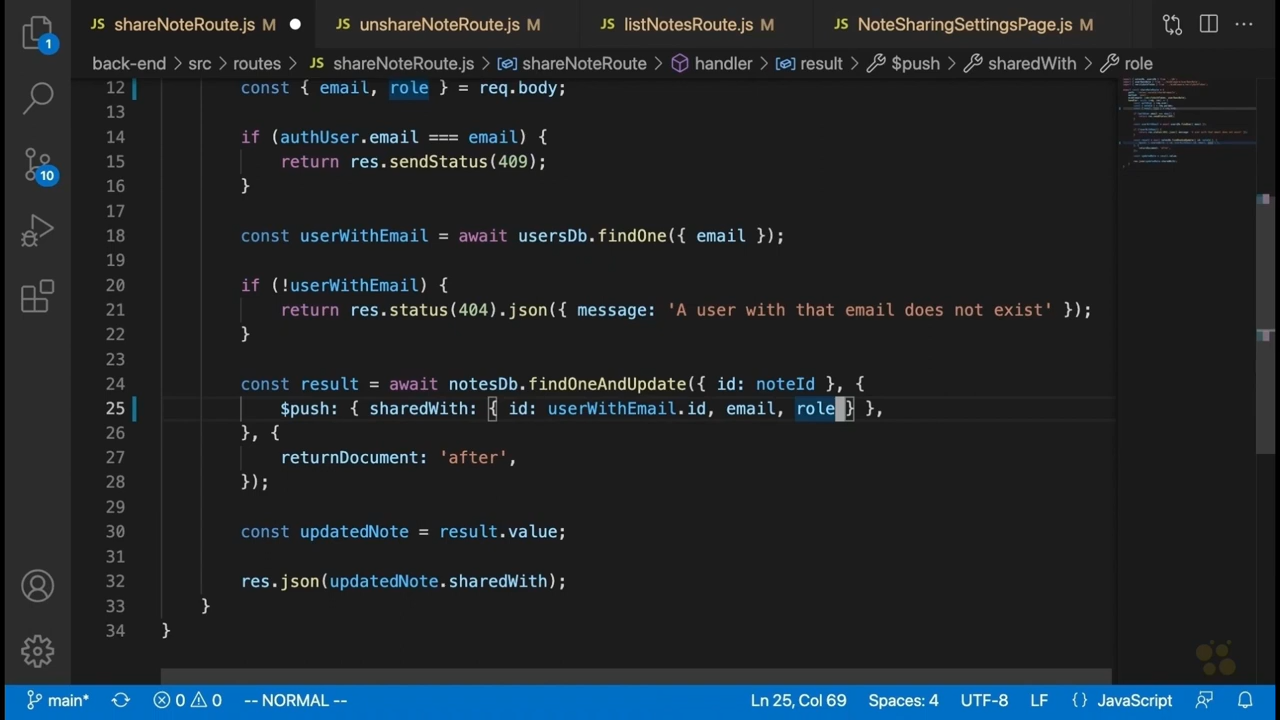 JS shareNoteRoute.js M
JS unshareNoteRoute.js M
JS listNotesRoute.js M
JS NoteSharingSettingsPage.js M
back-end > src > routes > JS shareNoteRoute.js > shareNoteRoute > handler > result > $push > sharedWith > role
1
10
12 const { email, role } = req.body;
13
14 if (authUser.email === email) {
15 return res.sendStatus(409);
16 }
17
18 const userWithEmail = await usersDb.findOne({ email });
19
20 if (!userWithEmail) {
21 return res.status(404).json({ message: 'A user with that email does not exist' });
22 }
23
24 const result = await notesDb.findOneAndUpdate({ id: noteId }, {
25 $push: { sharedWith: { id: userWithEmail.id, email, role } },
26 }, {
27 returnDocument: 'after',
28 });
29
30 const updatedNote = result.value;
31
32 res.json(updatedNote.sharedWith);
33 }
34 }
main* 0 0 -- NORMAL -- Ln 25, Col 69 Spaces: 4 UTF-8 LF {} JavaScript